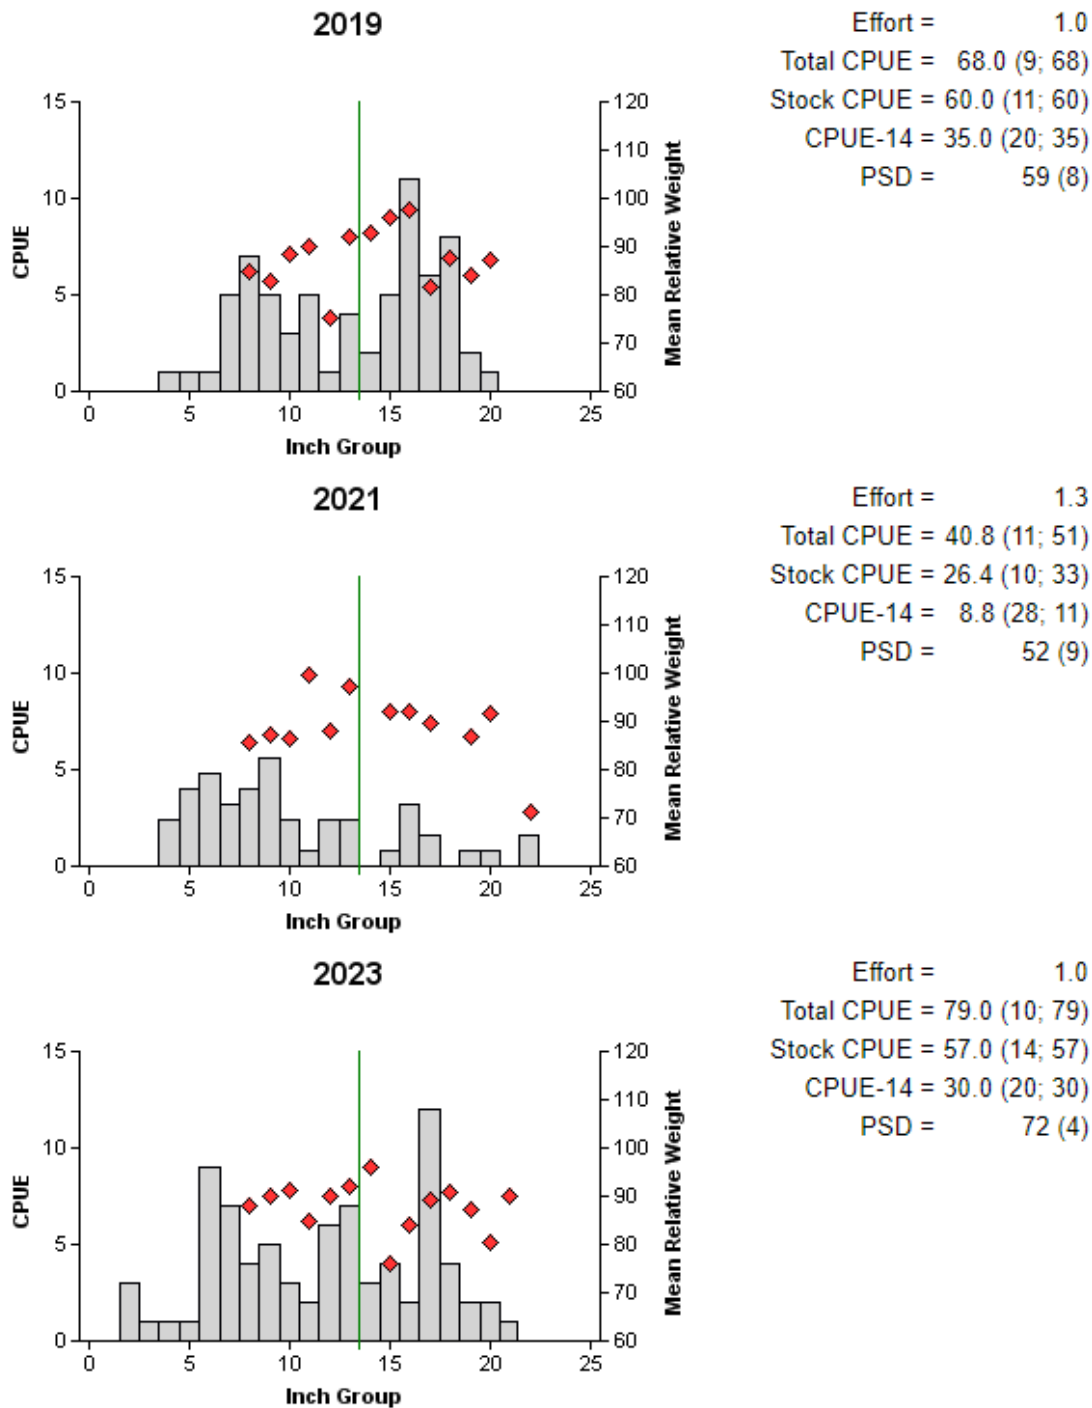 2019
Effort = 1.0
Total CPUE = 68.0 (9; 68)
Stock CPUE = 60.0 (11; 60)
CPUE-14 = 35.0 (20; 35)
PSD = 59 (8)
15 120
110
10 100
90
5 80
70
0 60
CPUE
Mean Relative Weight
0 5 10 15 20 25
Inch Group
2021
Effort = 1.3
Total CPUE = 40.8 (11; 51)
Stock CPUE = 26.4 (10; 33)
CPUE-14 = 8.8 (28; 11)
PSD = 52 (9)
15 120
110
10 100
90
5 80
70
0 60
CPUE
Mean Relative Weight
0 5 10 15 20 25
Inch Group
2023
Effort = 1.0
Total CPUE = 79.0 (10; 79)
Stock CPUE = 57.0 (14; 57)
CPUE-14 = 30.0 (20; 30)
PSD = 72 (4)
15 120
110
10 100
90
5 80
70
0 60
CPUE
Mean Relative Weight
0 5 10 15 20 25
Inch Group